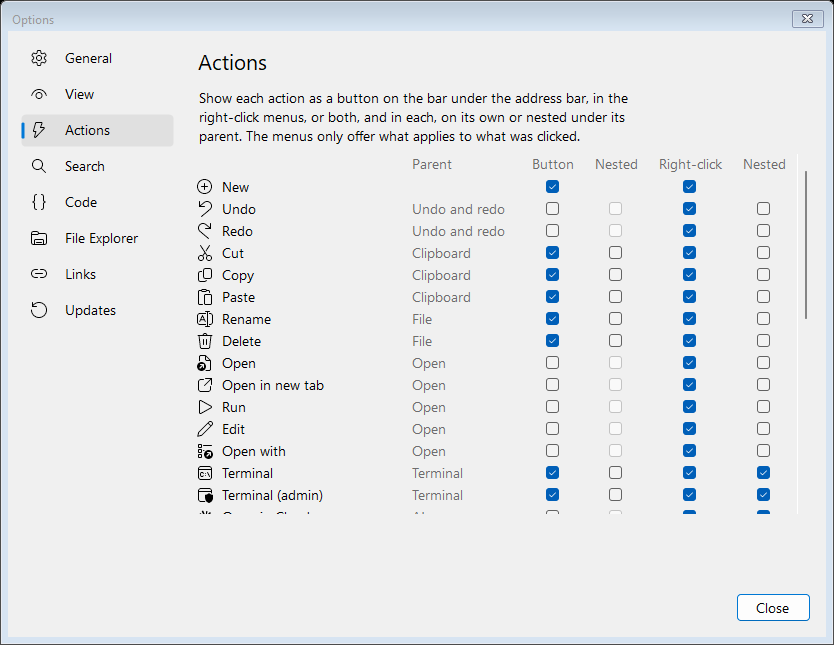 Options
General
View
Actions
Search
Code
File Explorer
Links
Updates
Actions
Show each action as a button on the bar under the address bar, in the
right-click menus, or both, and in each, on its own or nested under its
parent. The menus only offer what applies to what was clicked.
Parent Button Nested Right-click Nested
New
Undo Undo and redo
Redo Undo and redo
Cut Clipboard
Copy Clipboard
Paste Clipboard
Rename File
Delete File
Open Open
Open in new tab Open
Run Open
Edit Open
Open with Open
Terminal Terminal
Terminal (admin) Terminal
Close